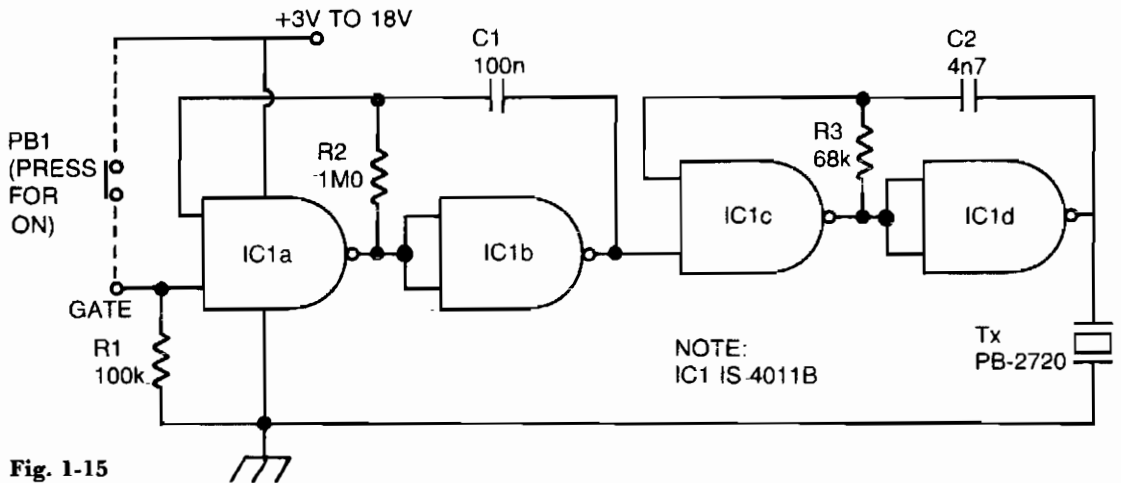 +3V TO 18V
C1
100n
C2
4n7
PB1
(PRESS
FOR
ON)
R2
1M0
R3
68k
IC1a
IC1b
IC1c
IC1d
GATE
R1
100k
NOTE:
IC1 IS 4011B
Tx
PB-2720
Fig. 1-15